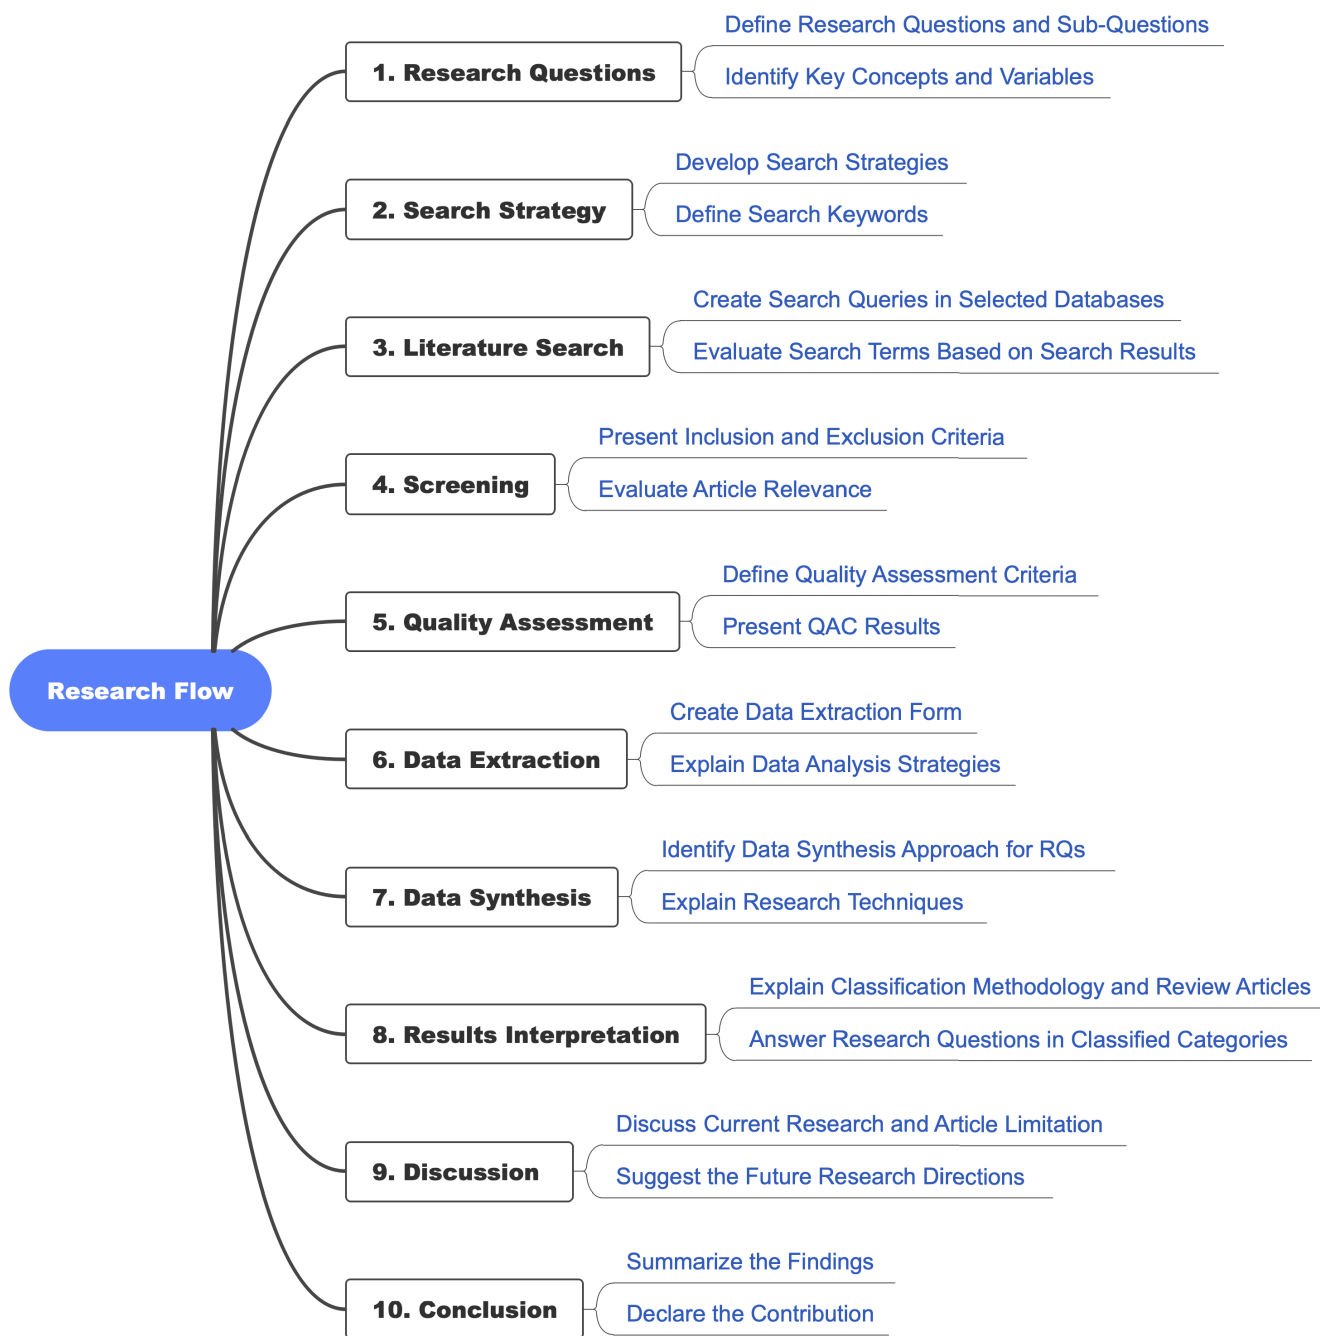 Define Research Questions and Sub-Questions
1. Research Questions
Identify Key Concepts and Variables
Develop Search Strategies
2. Search Strategy
Define Search Keywords
Create Search Queries in Selected Databases
3. Literature Search
Evaluate Search Terms Based on Search Results
Present Inclusion and Exclusion Criteria
4. Screening
Evaluate Article Relevance
Define Quality Assessment Criteria
5. Quality Assessment
Present QAC Results
Research Flow
Create Data Extraction Form
6. Data Extraction
Explain Data Analysis Strategies
Identify Data Synthesis Approach for RQs
7. Data Synthesis
Explain Research Techniques
Explain Classification Methodology and Review Articles
8. Results Interpretation
Answer Research Questions in Classified Categories
Discuss Current Research and Article Limitation
9. Discussion
Suggest the Future Research Directions
Summarize the Findings
10. Conclusion
Declare the Contribution